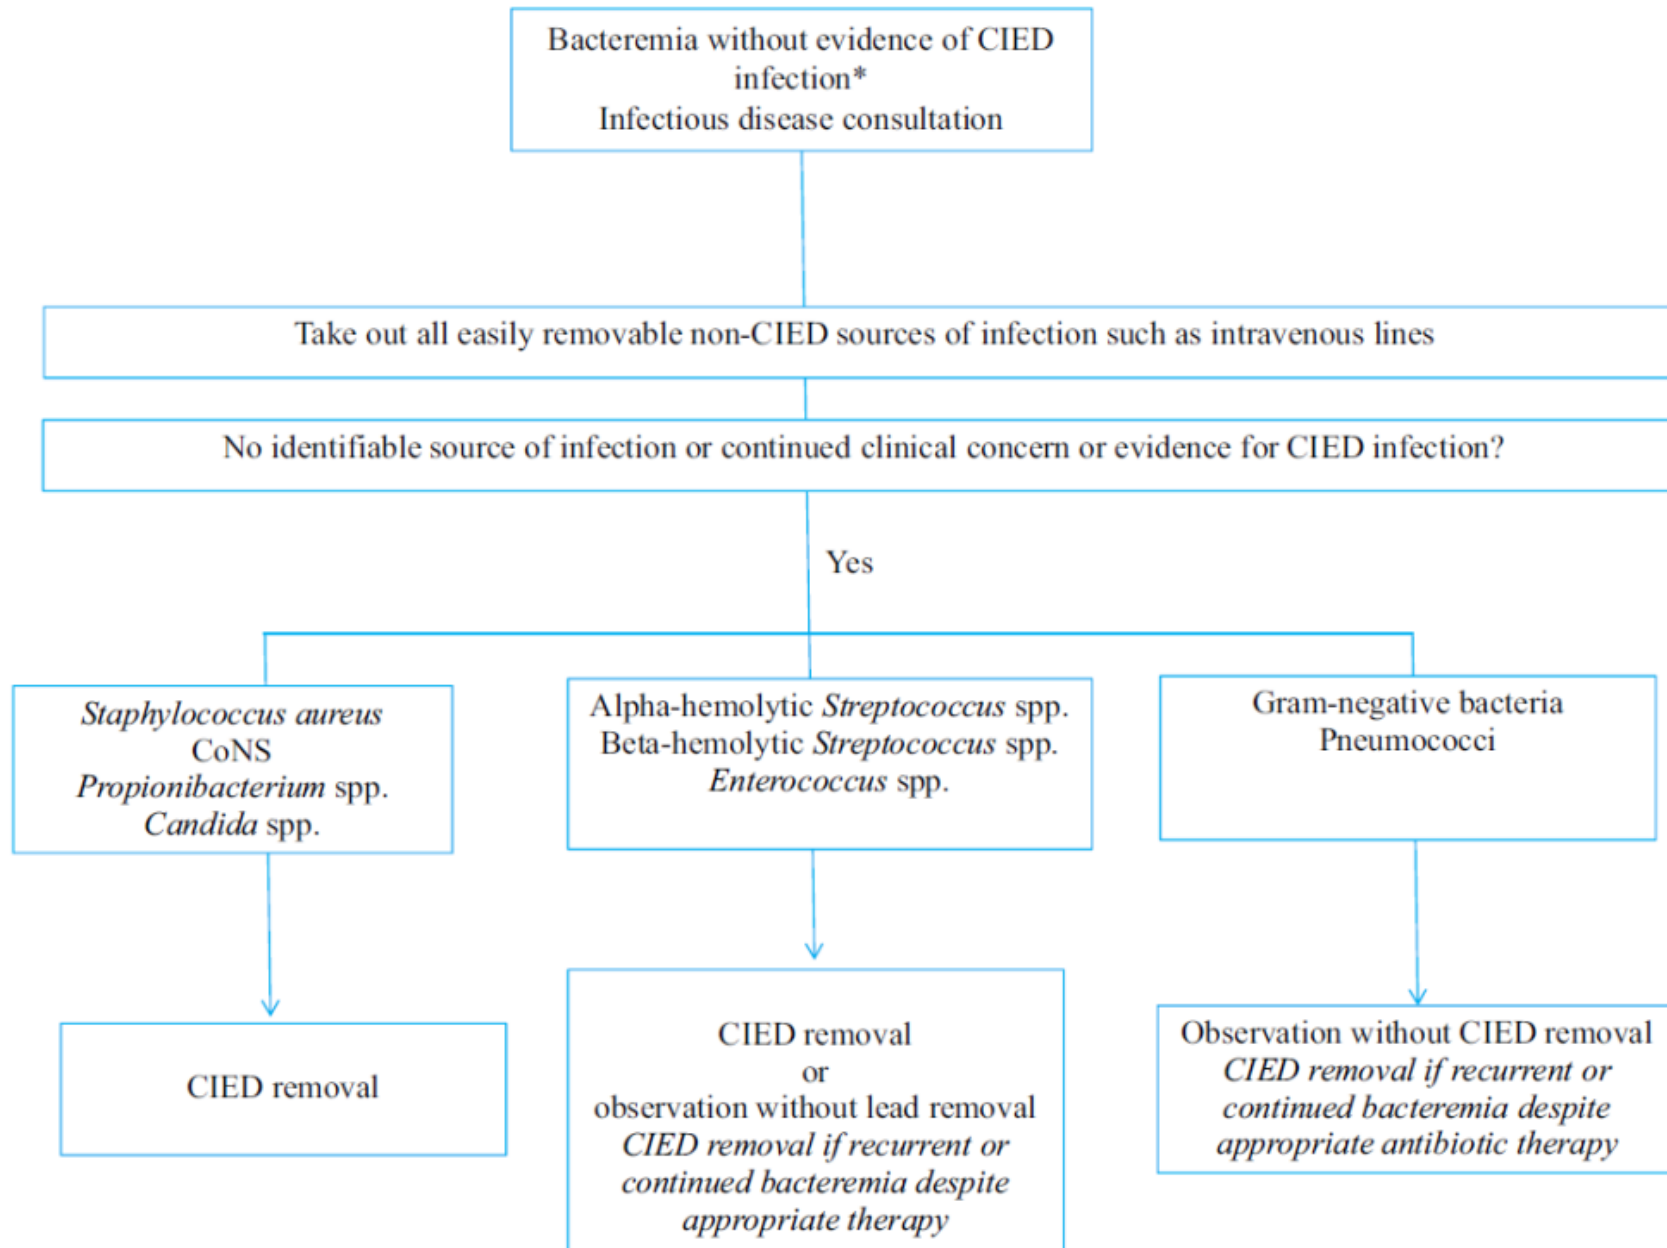 Bacteremia without evidence of CIED
infection*
Infectious disease consultation
Take out all easily removable non-CIED sources of infection such as intravenous lines
No identifiable source of infection or continued clinical concern or evidence for CIED infection?
Yes
Staphylococcus aureus
CoNS
Propionibacterium spp.
Candida spp.
Alpha-hemolytic Streptococcus spp.
Beta-hemolytic Streptococcus spp.
Enterococcus spp.
Gram-negative bacteria
Pneumococci
CIED removal
CIED removal
or
observation without lead removal
CIED removal if recurrent or
continued bacteremia despite
appropriate therapy
Observation without CIED removal
CIED removal if recurrent or
continued bacteremia despite
appropriate antibiotic therapy